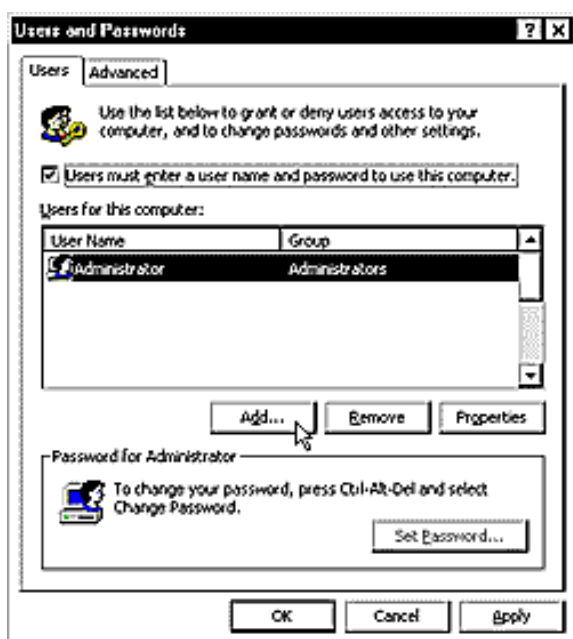 Users and Passwords
Users Advanced
Use the list below to grant or deny users access to your
computer, and to change passwords and other settings.
Users must enter a user name and password to use this computer.
Users for this computer:
User Name Group
Administrator Administrators
Add... Remove Properties
Password for Administrator
To change your password, press Ctrl-Alt-Del and select
Change Password.
Set Password...
OK Cancel Apply